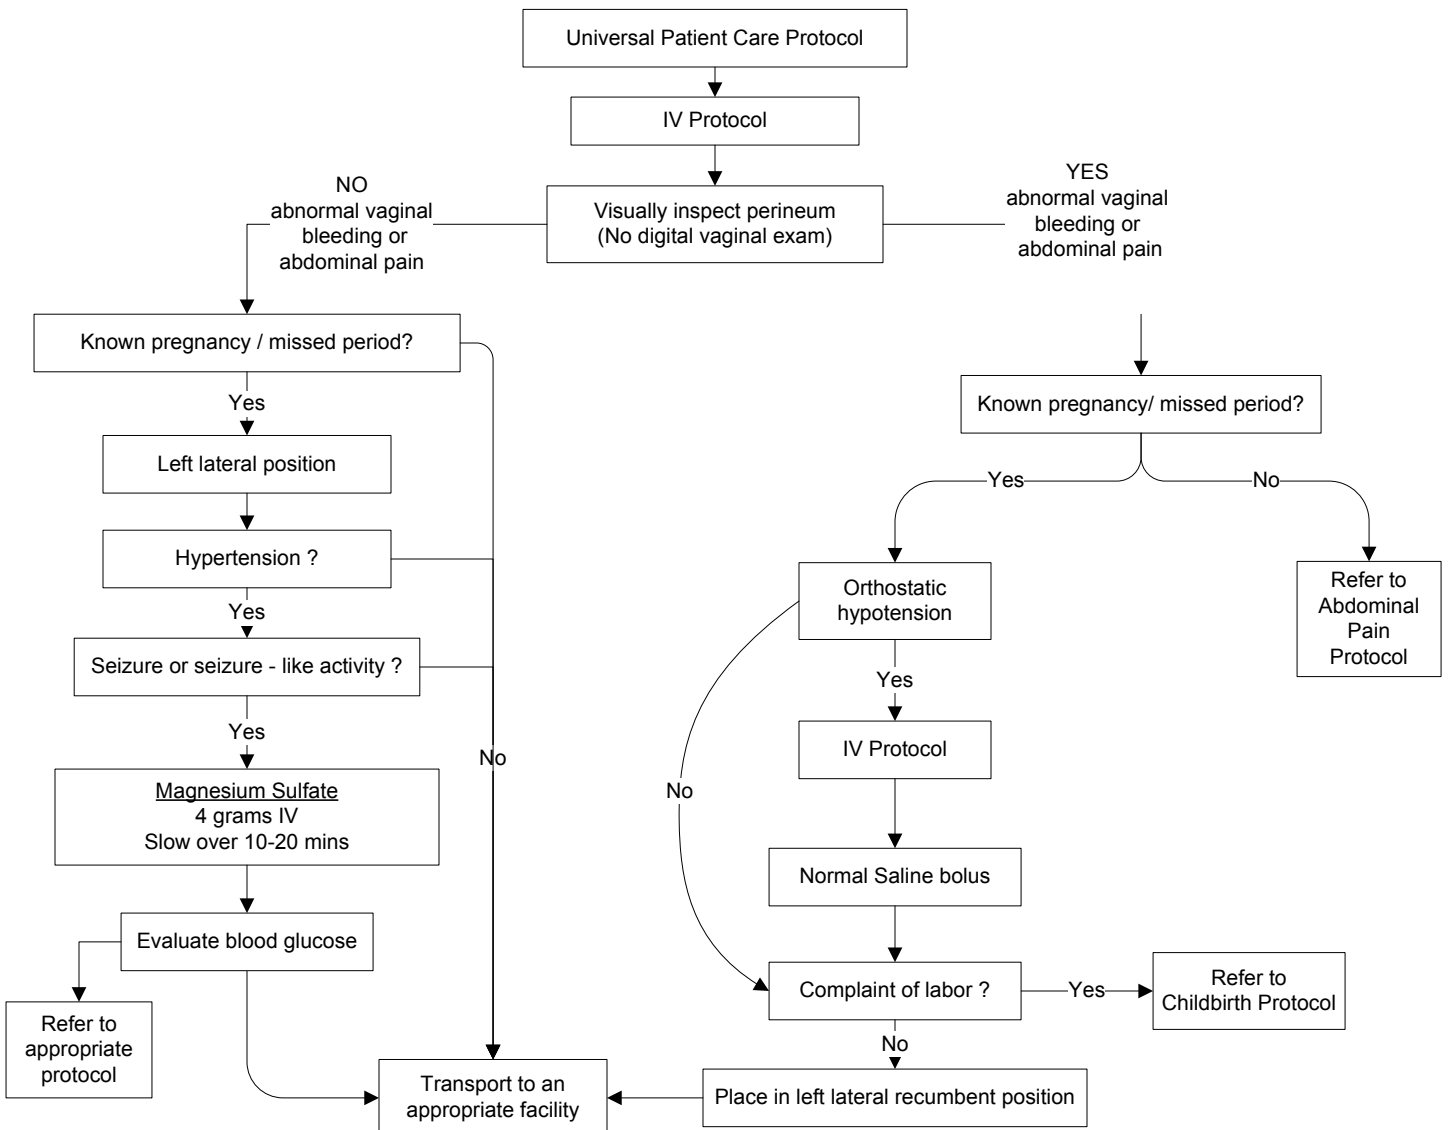 Universal Patient Care Protocol
IV Protocol
Visually inspect perineum
(No digital vaginal exam)
NO
abnormal vaginal
bleeding or
abdominal pain
YES
abnormal vaginal
bleeding or
abdominal pain
Known pregnancy / missed period?
Yes
Left lateral position
Hypertension ?
Yes
Seizure or seizure - like activity ?
Yes
No
Magnesium Sulfate
4 grams IV
Slow over 10-20 mins
Evaluate blood glucose
Refer to
appropriate
protocol
Transport to an
appropriate facility
Known pregnancy/ missed period?
Yes
No
Orthostatic
hypotension
Refer to
Abdominal
Pain
Protocol
Yes
No
IV Protocol
Normal Saline bolus
Complaint of labor ?
Yes
Refer to
Childbirth Protocol
No
Place in left lateral recumbent position